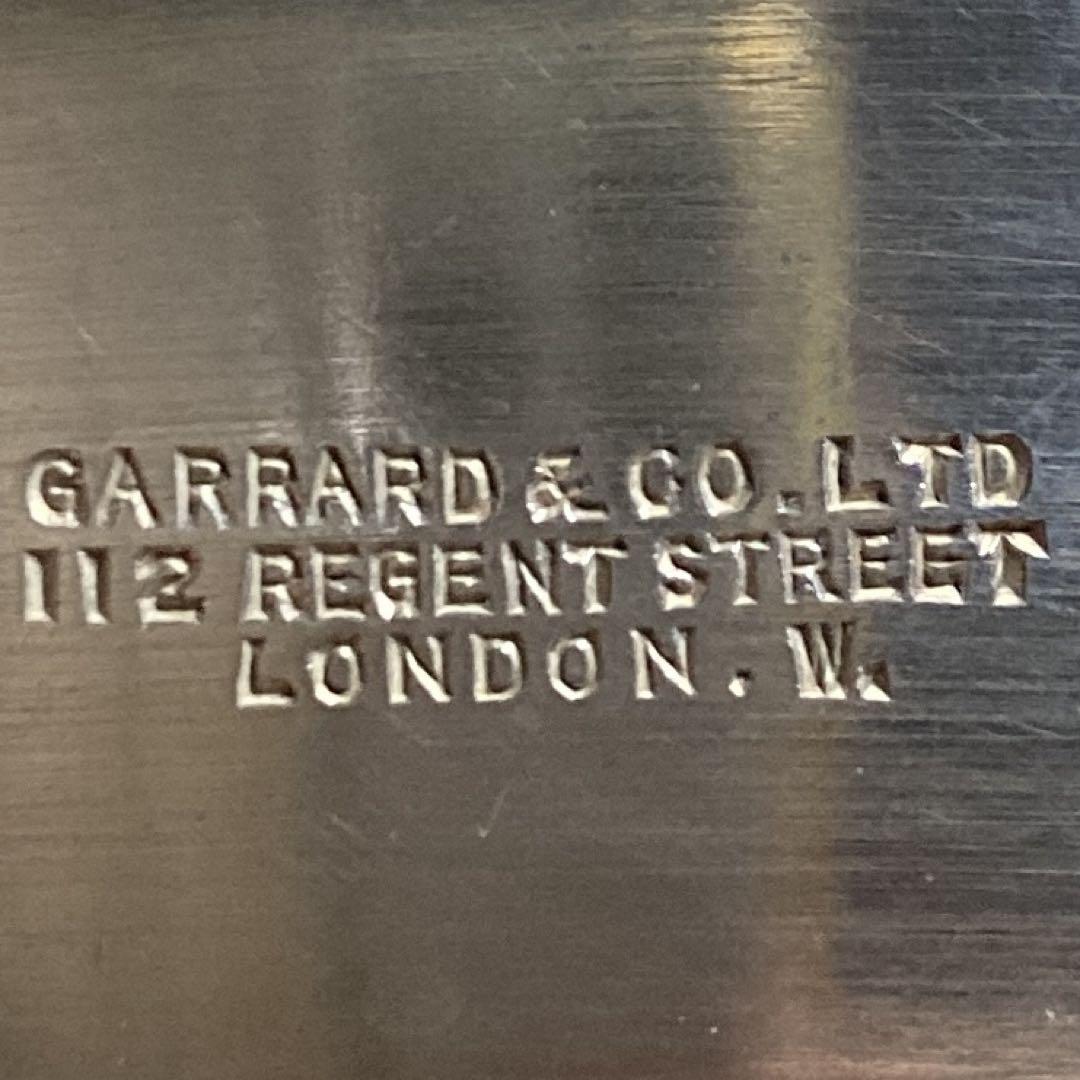 GARRARD & CO. LTD
112 REGENT STREET
LONDON. W.